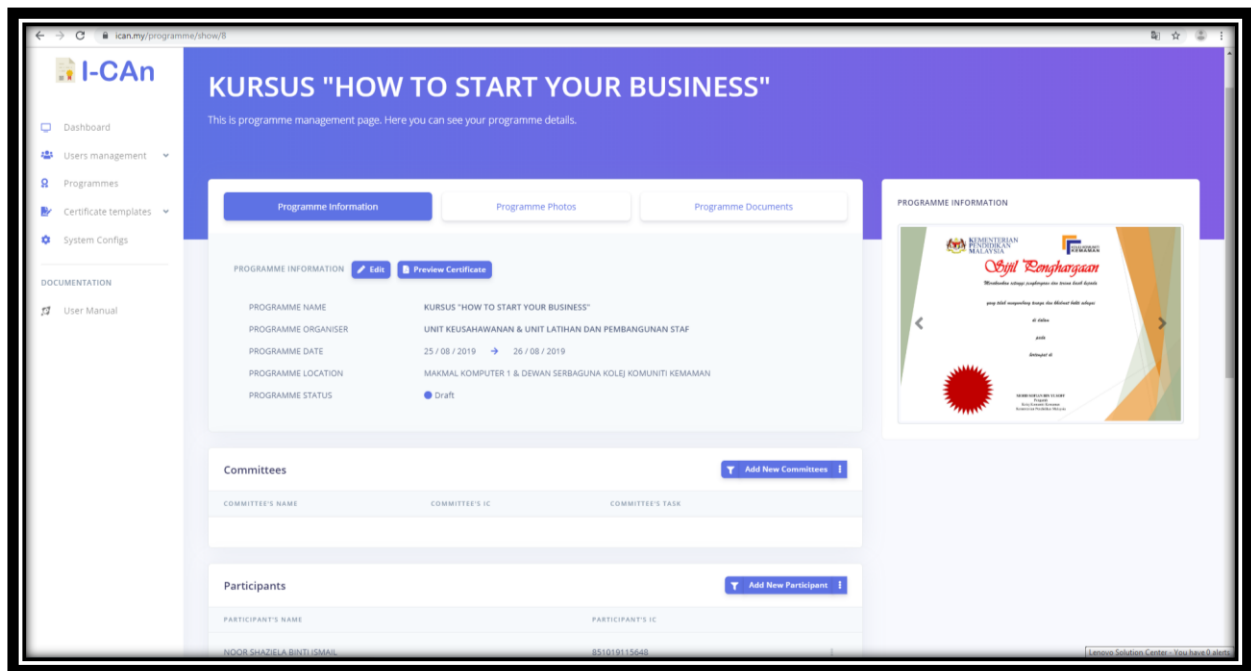 ican.my/programme/show/8
I-CAn
KURSUS "HOW TO START YOUR BUSINESS"
This is programme management page. Here you can see your programme details.
Dashboard
Users management
Programmes
Certificate templates
System Configs
DOCUMENTATION
User Manual
Programme Information
Programme Photos
Programme Documents
PROGRAMME INFORMATION
Edit
Preview Certificate
PROGRAMME NAME KURSUS "HOW TO START YOUR BUSINESS"
PROGRAMME ORGANISER UNIT KEUSAHAWANAN & UNIT LATIHAN DAN PEMBANGUNAN STAF
PROGRAMME DATE 25 / 08 / 2019 → 26 / 08 / 2019
PROGRAMME LOCATION MAKMAL KOMPUTER 1 & DEWAN SERBAGUNA KOLEJ KOMUNITI KEMAMAN
PROGRAMME STATUS Draft
PROGRAMME INFORMATION
KEMENTERIAN
PENDIDIKAN
MALAYSIA
KEMAMAN
Sijil Penghargaan
di dalam
pada
bertempat di
Committees
Add New Committees
COMMITTEE'S NAME COMMITTEE'S IC COMMITTEE'S TASK
Participants
Add New Participant
PARTICIPANT'S NAME PARTICIPANT'S IC
NOOR SHAZIELA BINTI ISMAIL 851019115648
Lenovo Solution Center - You have 0 alerts